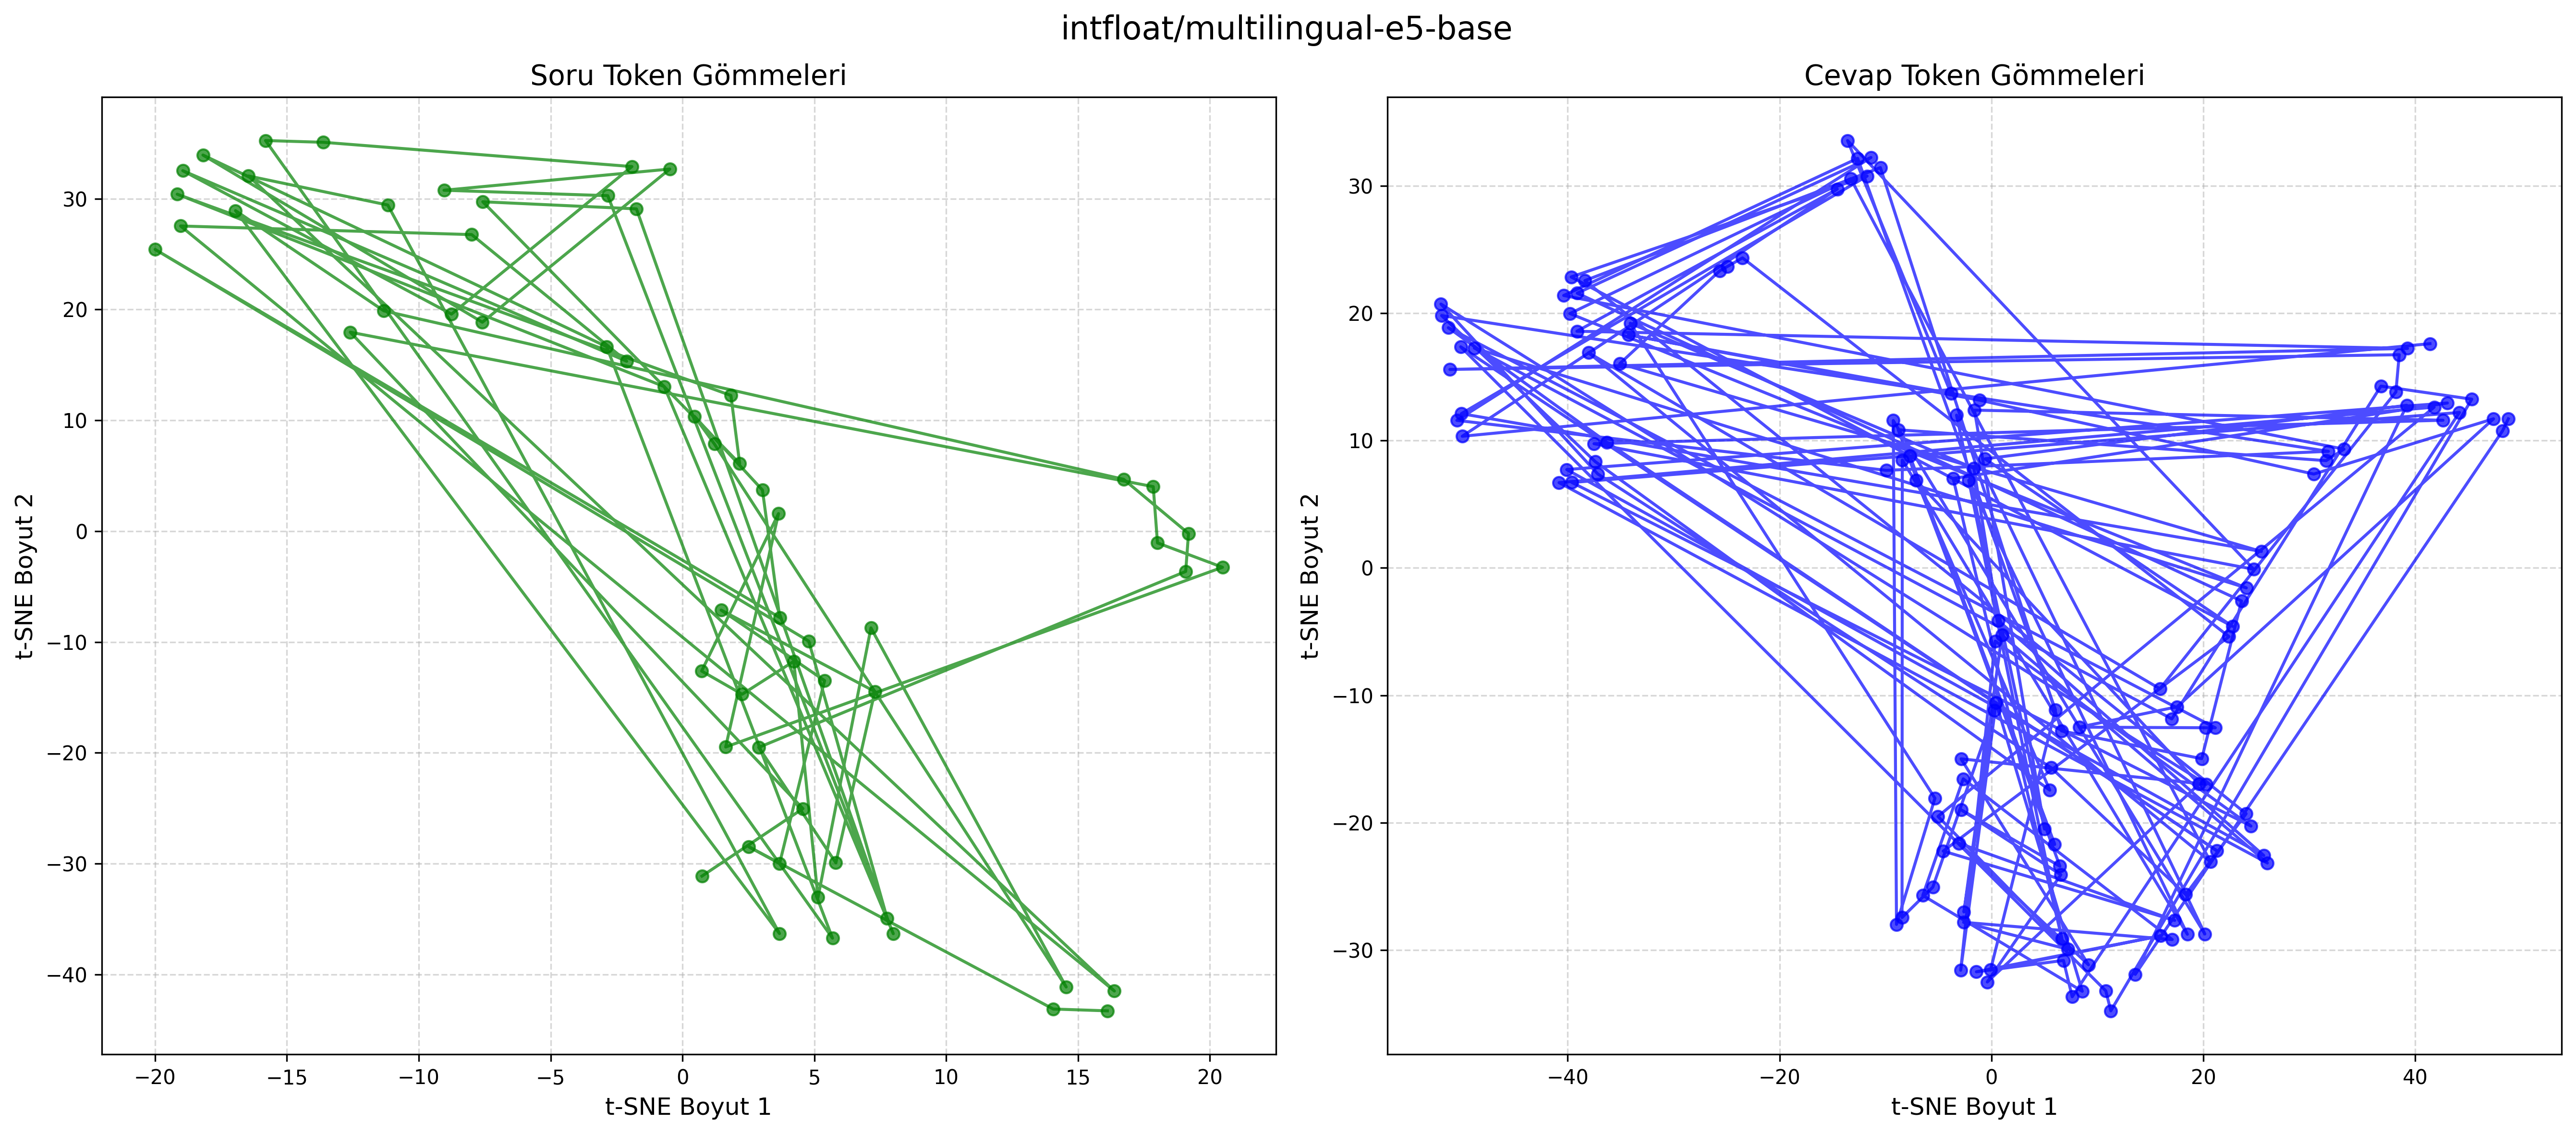 intfloat/multilingual-e5-base
Soru Token Gömmeleri
t-SNE Boyut 2
30
20
10
0
−10
−20
−30
−40
−20 −15 −10 −5 0 5 10 15 20
t-SNE Boyut 1
Cevap Token Gömmeleri
t-SNE Boyut 2
30
20
10
0
−10
−20
−30
−40 −20 0 20 40
t-SNE Boyut 1